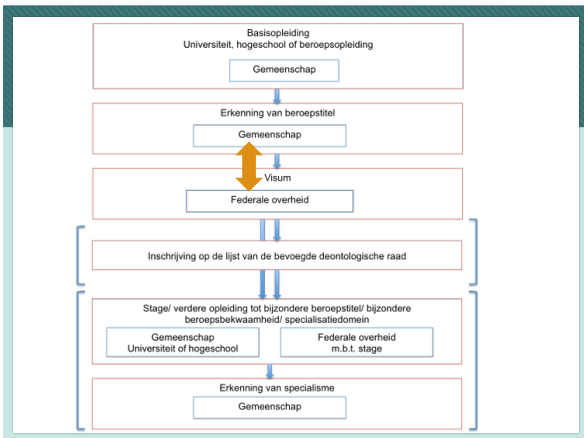 Basisopleiding
Universiteit, hogeschool of beroepsopleiding
Gemeenschap
Erkenning van beroepstitel
Gemeenschap
Visum
Federale overheid
Inschrijving op de lijst van de bevoegde deontologische raad
Stage/ verdere opleiding tot bijzondere beroepstitel/ bijzondere
beroepsbekwaamheid/ specialisatiedomein
Gemeenschap
Universiteit of hogeschool
Federale overheid
m.b.t. stage
Erkenning van specialisme
Gemeenschap